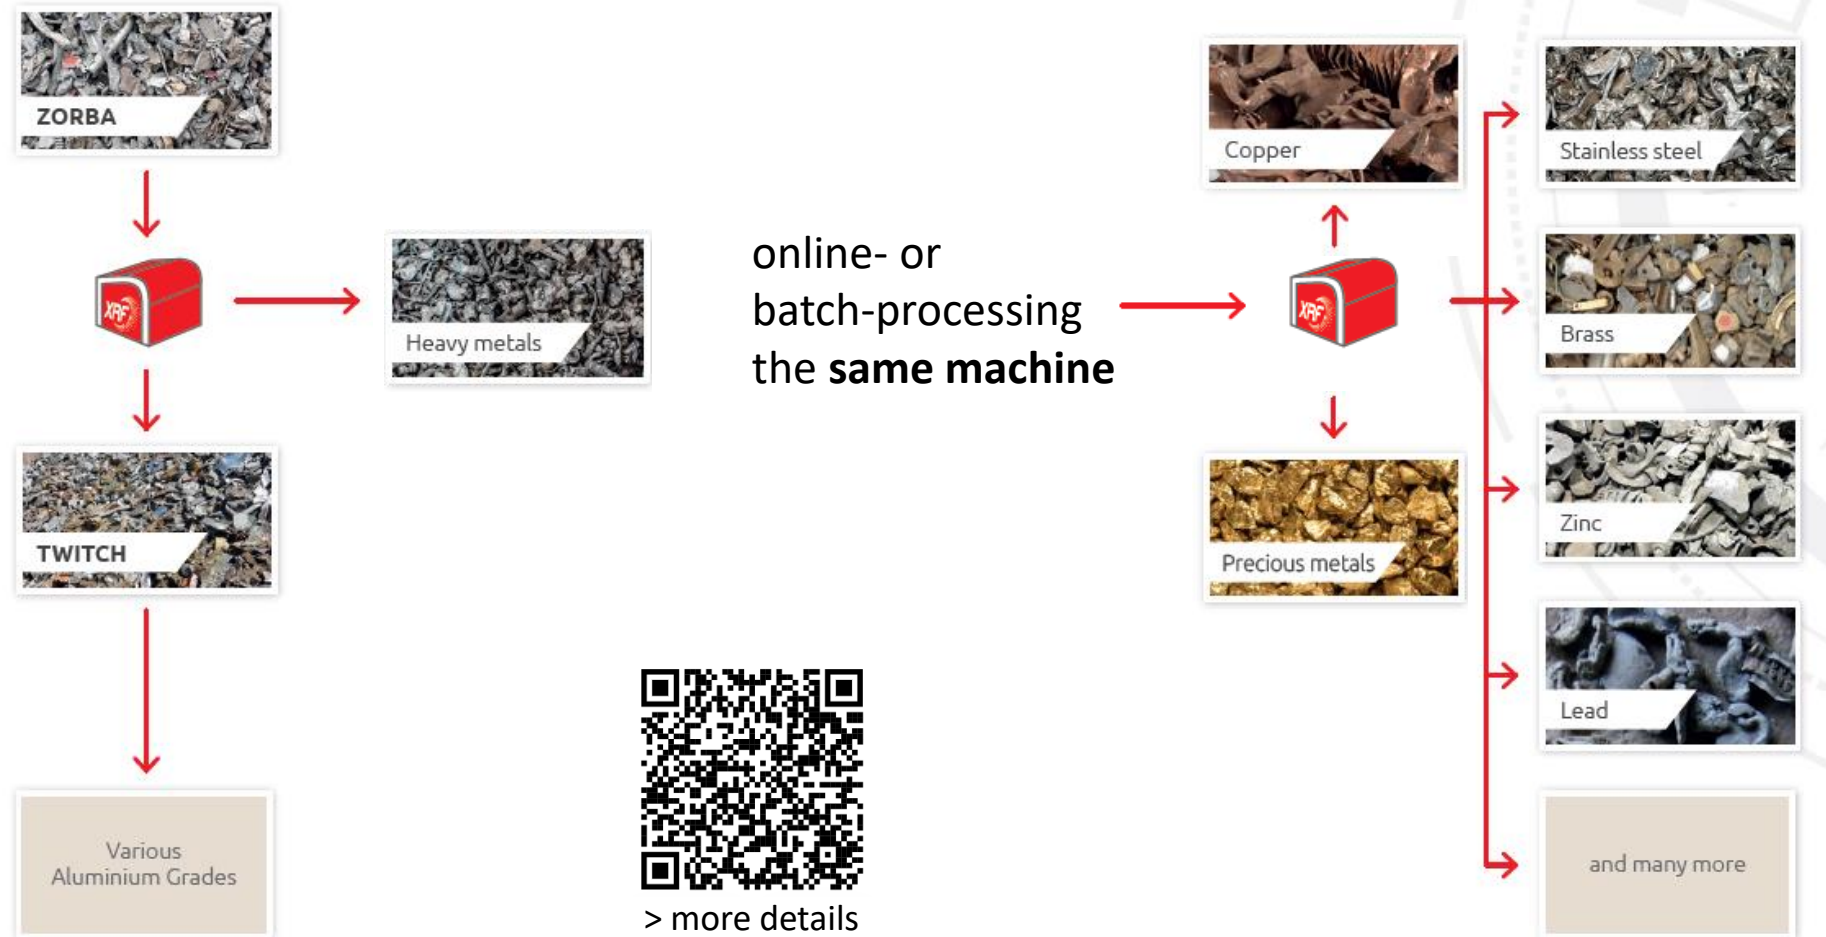 ZORBA
XRF
Heavy metals
TWITCH
Various
Aluminium Grades
online- or
batch-processing
the same machine
> more details
Copper
XRF
Precious metals
Stainless steel
Brass
Zinc
Lead
and many more